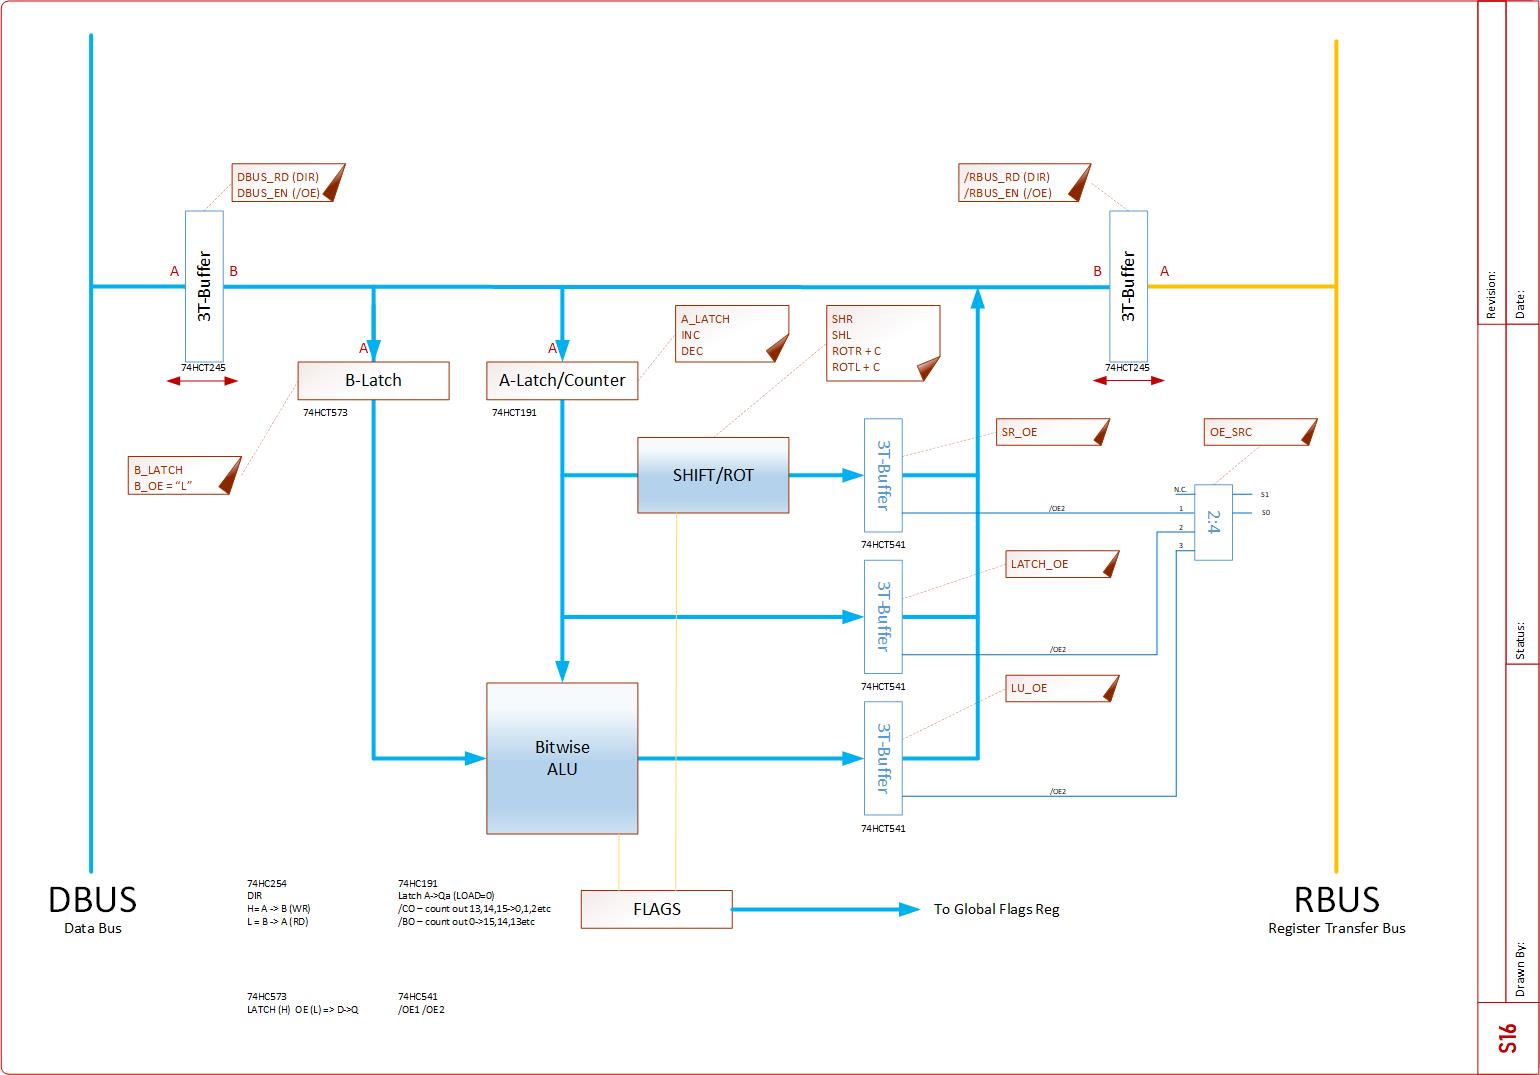 DBUS_RD (DIR)
DBUS_EN (/OE)
/RBUS_RD (DIR)
/RBUS_EN (/OE)
A
3T-Buffer
B
74HCT245
B
3T-Buffer
A
74HCT245
A
B-Latch
74HCT573
A
A-Latch/Counter
74HCT191
A_LATCH
INC
DEC
SHR
SHL
ROTR + C
ROTL + C
B_LATCH
B_OE = “L”
SHIFT/ROT
3T-Buffer
74HCT541
SR_OE
OE_SRC
/OE2
N.C.
1
2
3
2:4
S1
S0
3T-Buffer
74HCT541
LATCH_OE
/OE2
Bitwise
ALU
3T-Buffer
74HCT541
LU_OE
/OE2
FLAGS
To Global Flags Reg
DBUS
Data Bus
RBUS
Register Transfer Bus
74HC254
DIR
H= A -> B (WR)
L = B -> A (RD)
74HC191
Latch A->Qa (LOAD=0)
/CO – count out 13,14,15->0,1,2etc
/BO – count out 0->15,14,13etc
74HC573
LATCH (H)  OE (L) => D->Q
74HC541
/OE1 /OE2
Revision:
Date:
Status:
Drawn By:
S16